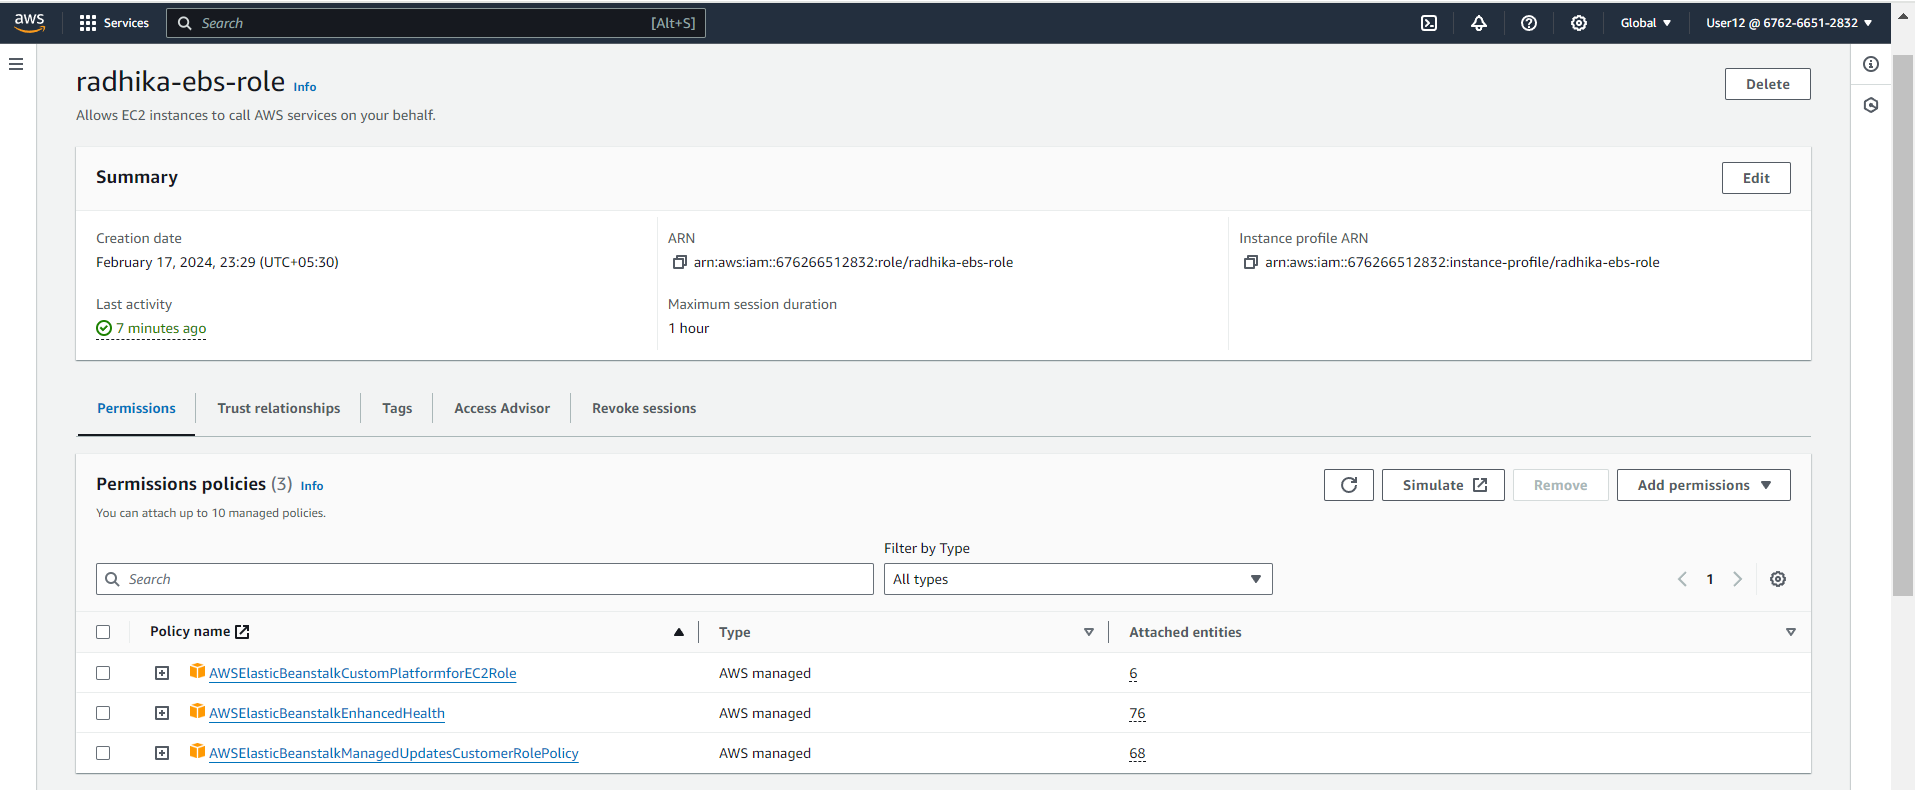 aws Services Search [Alt+S] Global User12 @ 6762-6651-2832
radhika-ebs-role Info Delete
Allows EC2 instances to call AWS services on your behalf.
Summary Edit
Creation date ARN Instance profile ARN
February 17, 2024, 23:29 (UTC+05:30) arn:aws:iam::676266512832:role/radhika-ebs-role arn:aws:iam::676266512832:instance-profile/radhika-ebs-role
Last activity Maximum session duration
7 minutes ago 1 hour
Permissions Trust relationships Tags Access Advisor Revoke sessions
Permissions policies (3) Info Simulate Remove Add permissions
You can attach up to 10 managed policies.
Filter by Type
Search All types 1
Policy name Type Attached entities
AWSElasticBeanstalkCustomPlatformforEC2Role AWS managed 6
AWSElasticBeanstalkEnhancedHealth AWS managed 76
AWSElasticBeanstalkManagedUpdatesCustomerRolePolicy AWS managed 68